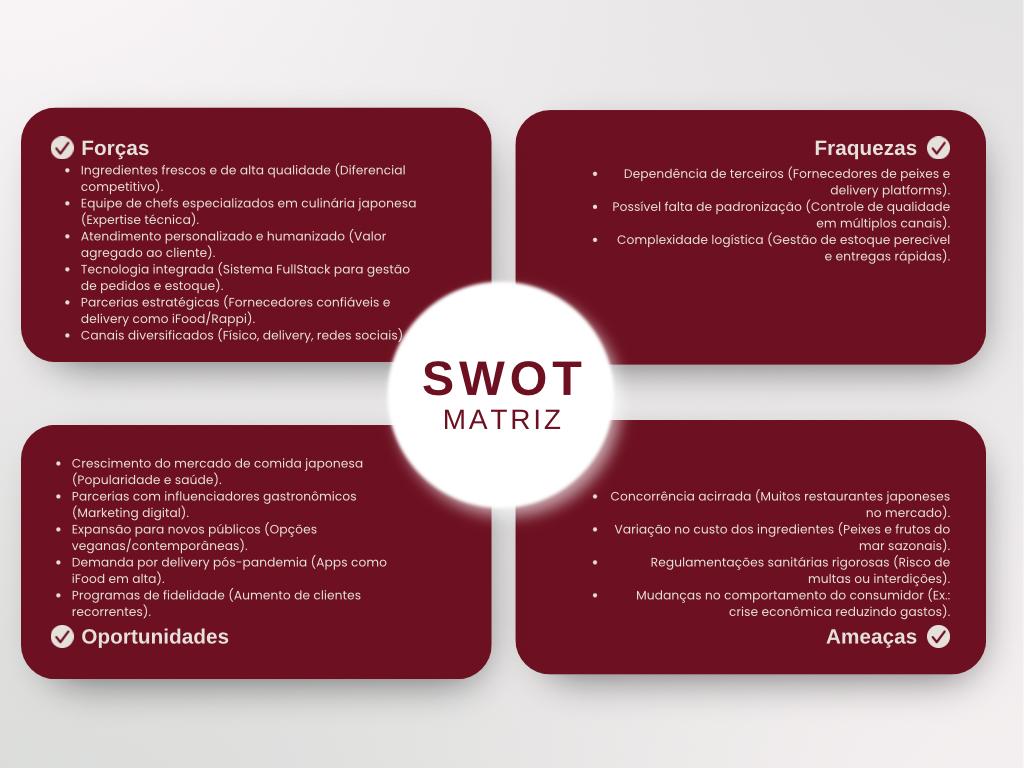 Forças
• Ingredientes frescos e de alta qualidade (Diferencial
competitivo).
• Equipe de chefs especializados em culinária japonesa
(Expertise técnica).
• Atendimento personalizado e humanizado (Valor
agregado ao cliente).
• Tecnologia integrada (Sistema FullStack para gestão
de pedidos e estoque).
• Parcerias estratégicas (Fornecedores confiáveis e
delivery como iFood/Rappi).
• Canais diversificados (Físico, delivery, redes sociais)
Fraquezas
• Dependência de terceiros (Fornecedores de peixes e
delivery platforms).
• Possível falta de padronização (Controle de qualidade
em múltiplos canais).
• Complexidade logística (Gestão de estoque perecível
e entregas rápidas).
SWOT
MATRIZ
• Crescimento do mercado de comida japonesa
(Popularidade e saúde).
• Parcerias com influenciadores gastronômicos
(Marketing digital).
• Expansão para novos públicos (Opções
veganas/contemporâneas).
• Demanda por delivery pós-pandemia (Apps como
iFood em alta).
• Programas de fidelidade (Aumento de clientes
recorrentes).
Oportunidades
• Concorrência acirrada (Muitos restaurantes japoneses
no mercado).
• Variação no custo dos ingredientes (Peixes e frutos do
mar sazonais).
• Regulamentações sanitárias rigorosas (Risco de
multas ou interdições).
• Mudanças no comportamento do consumidor (Ex.:
crise econômica reduzindo gastos).
Ameaças